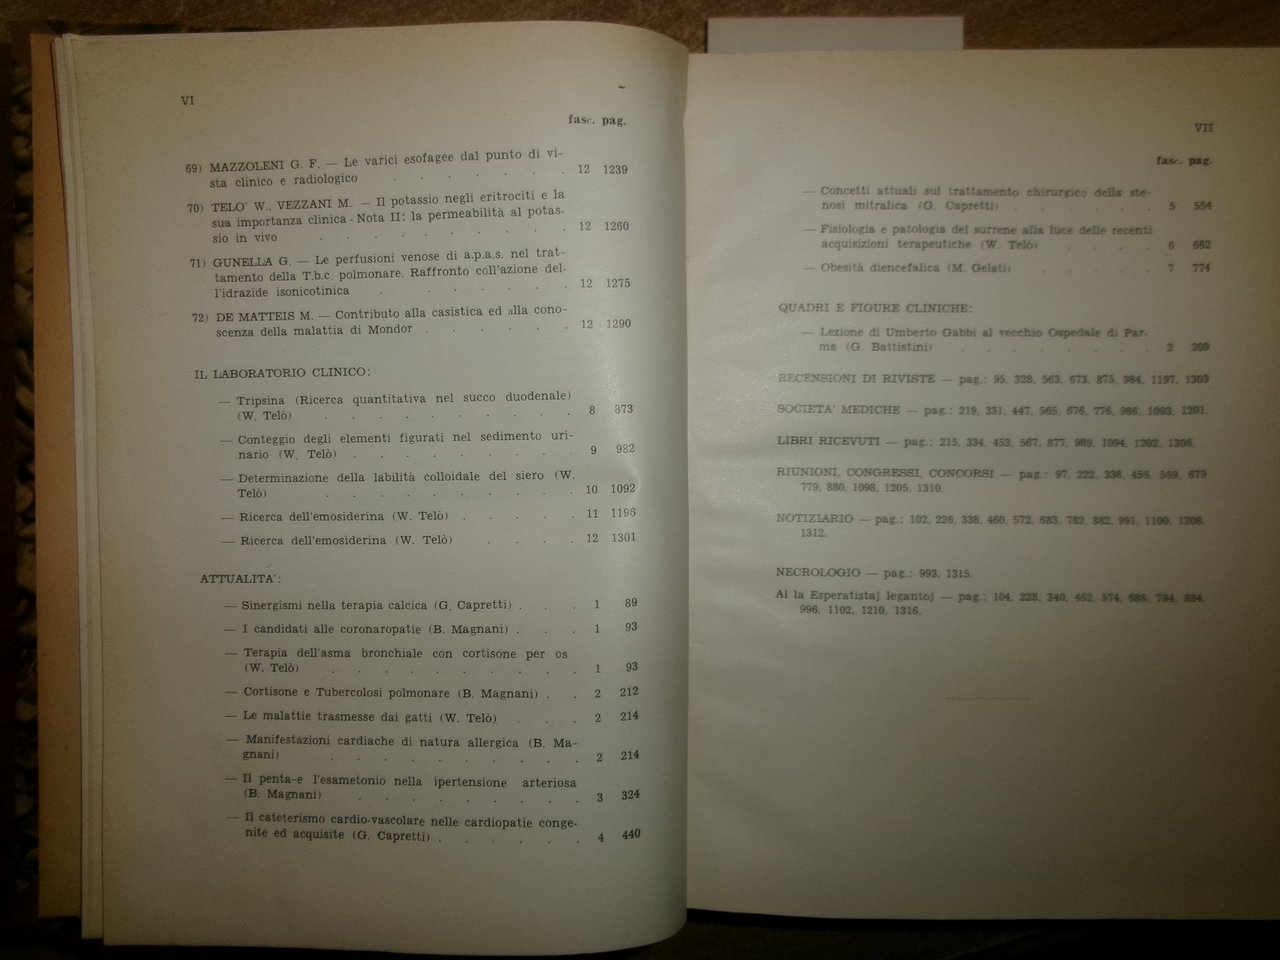 VI
fasc. pag.
69) MAZZOLENI G. F. — Le varici esofagee dal punto di vi-
sta clinico e radiologico . . . . . . 12 1239
70) TELO' W., VEZZANI M. — Il potassio negli eritrociti e la
sua importanza clinica - Nota II: la permeabilità al potas-
sio in vivo . . . . . . . . . 12 1260
71) GUNELLA G. — Le perfusioni venose di a.p.a.s. nel trat-
tamento della T.b.c. polmonare. Raffronto coll'azione del-
l'idrazide isonicotinica . . . . . . 12 1275
72) DE MATTEIS M. — Contributo alla casistica ed alla cono-
scenza della malattia di Mondor . . . . . 12 1290
IL LABORATORIO CLINICO:
— Tripsina (Ricerca quantitativa nel succo duodenale)
(W. Telò) . . . . . . . . . 8 873
— Conteggio degli elementi figurati nel sedimento uri-
nario (W. Telò) . . . . . . . . 9 982
— Determinazione della labilità colloidale del siero (W.
Telò) . . . . . . . . . 10 1092
— Ricerca dell'emosiderina (W. Telò) . . . . . 11 1196
— Ricerca dell'emosiderina (W. Telò) . . . . 12 1301
ATTUALITA':
— Sinergismi nella terapia calcica (G. Capretti) . . . 1 89
— I candidati alle coronaropatie (B. Magnani) . . . 1 93
— Terapia dell'asma bronchiale con cortisone per os
(W. Telò) . . . . . . . . 1 93
— Cortisone e Tubercolosi polmonare (B. Magnani) . . 2 212
— Le malattie trasmesse dai gatti (W. Telò) . . . 2 214
— Manifestazioni cardiache di natura allergica (B. Ma-
gnani) . . . . . . . . . 2 214
— Il penta-e l'esametonio nella ipertensione arteriosa
(B. Magnani) . . . . . . . . 3 324
— Il cateterismo cardio-vascolare nelle cardiopatie conge-
nite ed acquisite (G. Capretti) . . . . . . 4 440
VII
fasc. pag.
— Concetti attuali sul trattamento chirurgico della ste-
nosi mitralica (G. Capretti) . . . . . . 5 554
— Fisiologia e patologia del surrene alla luce delle recenti
acquisizioni terapeutiche (W. Telò) . . . . 6 662
— Obesità diencefalica (M. Gelati) . . . . 7 774
QUADRI E FIGURE CLINICHE:
— Lezione di Umberto Gabbi al vecchio Ospedale di Par-
ma (G. Battistini) . . . . . . . 2 209
RECENSIONI DI RIVISTE — pag.: 95, 328, 563, 673, 875, 984, 1197, 1303
SOCIETA' MEDICHE — pag.: 219, 331, 447, 565, 676, 776, 986, 1093, 1201.
LIBRI RICEVUTI — pag.: 215, 334, 453, 567, 877, 989, 1094, 1202, 1306.
RIUNIONI, CONGRESSI, CONCORSI — pag.: 97, 222, 336, 456, 569, 679
779, 880, 1098, 1205, 1310.
NOTIZIARIO — pag.: 102, 226, 338, 460, 572, 683, 782, 882, 991, 1100, 1208,
1312.
NECROLOGIO — pag.: 993, 1315.
Al la Esperatistaj legantoj — pag.: 104, 228, 340, 462, 574, 686, 784, 884,
996, 1102, 1210, 1316.